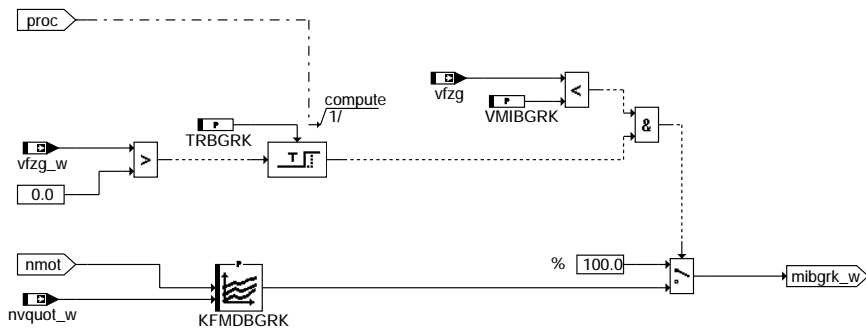 proc
compute
1/
vfzg
P
VMIBGRK
<
&
P
TRBGRK
vfzg_w
>
T
0.0
nmot
P
nvquot_w
KFMDBGRK
% 100.0
mibgrk_w